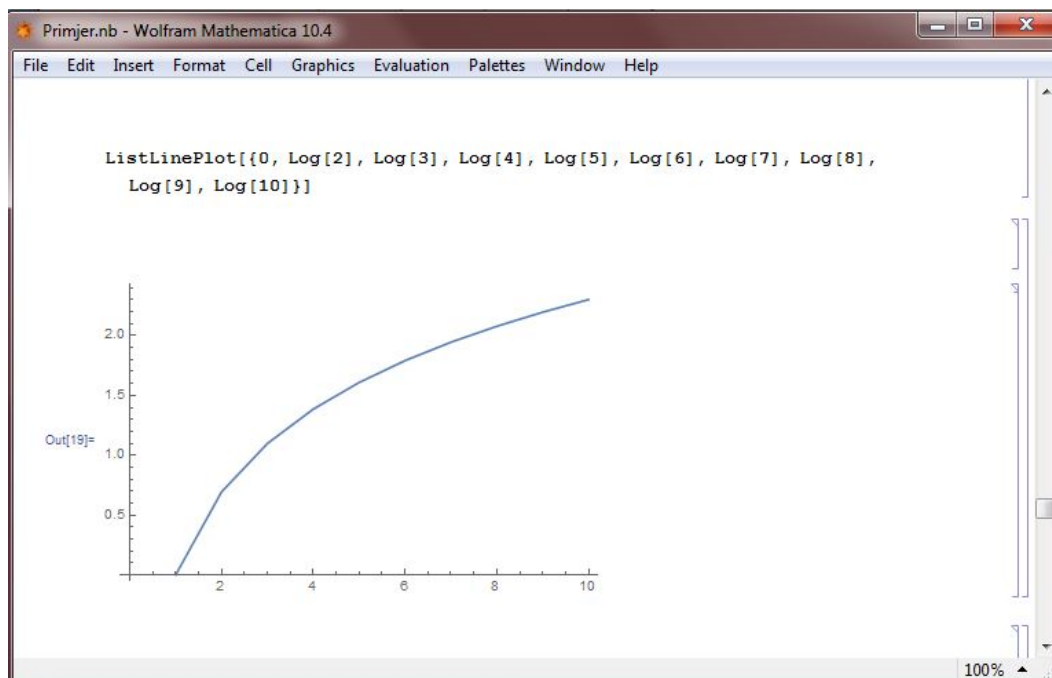 Primjer.nb - Wolfram Mathematica 10.4
File Edit Insert Format Cell Graphics Evaluation Palettes Window Help
ListLinePlot[{0, Log[2], Log[3], Log[4], Log[5], Log[6], Log[7], Log[8],
Log[9], Log[10]}]
2.0
1.5
Out[19]=
1.0
0.5
2 4 6 8 10
100%